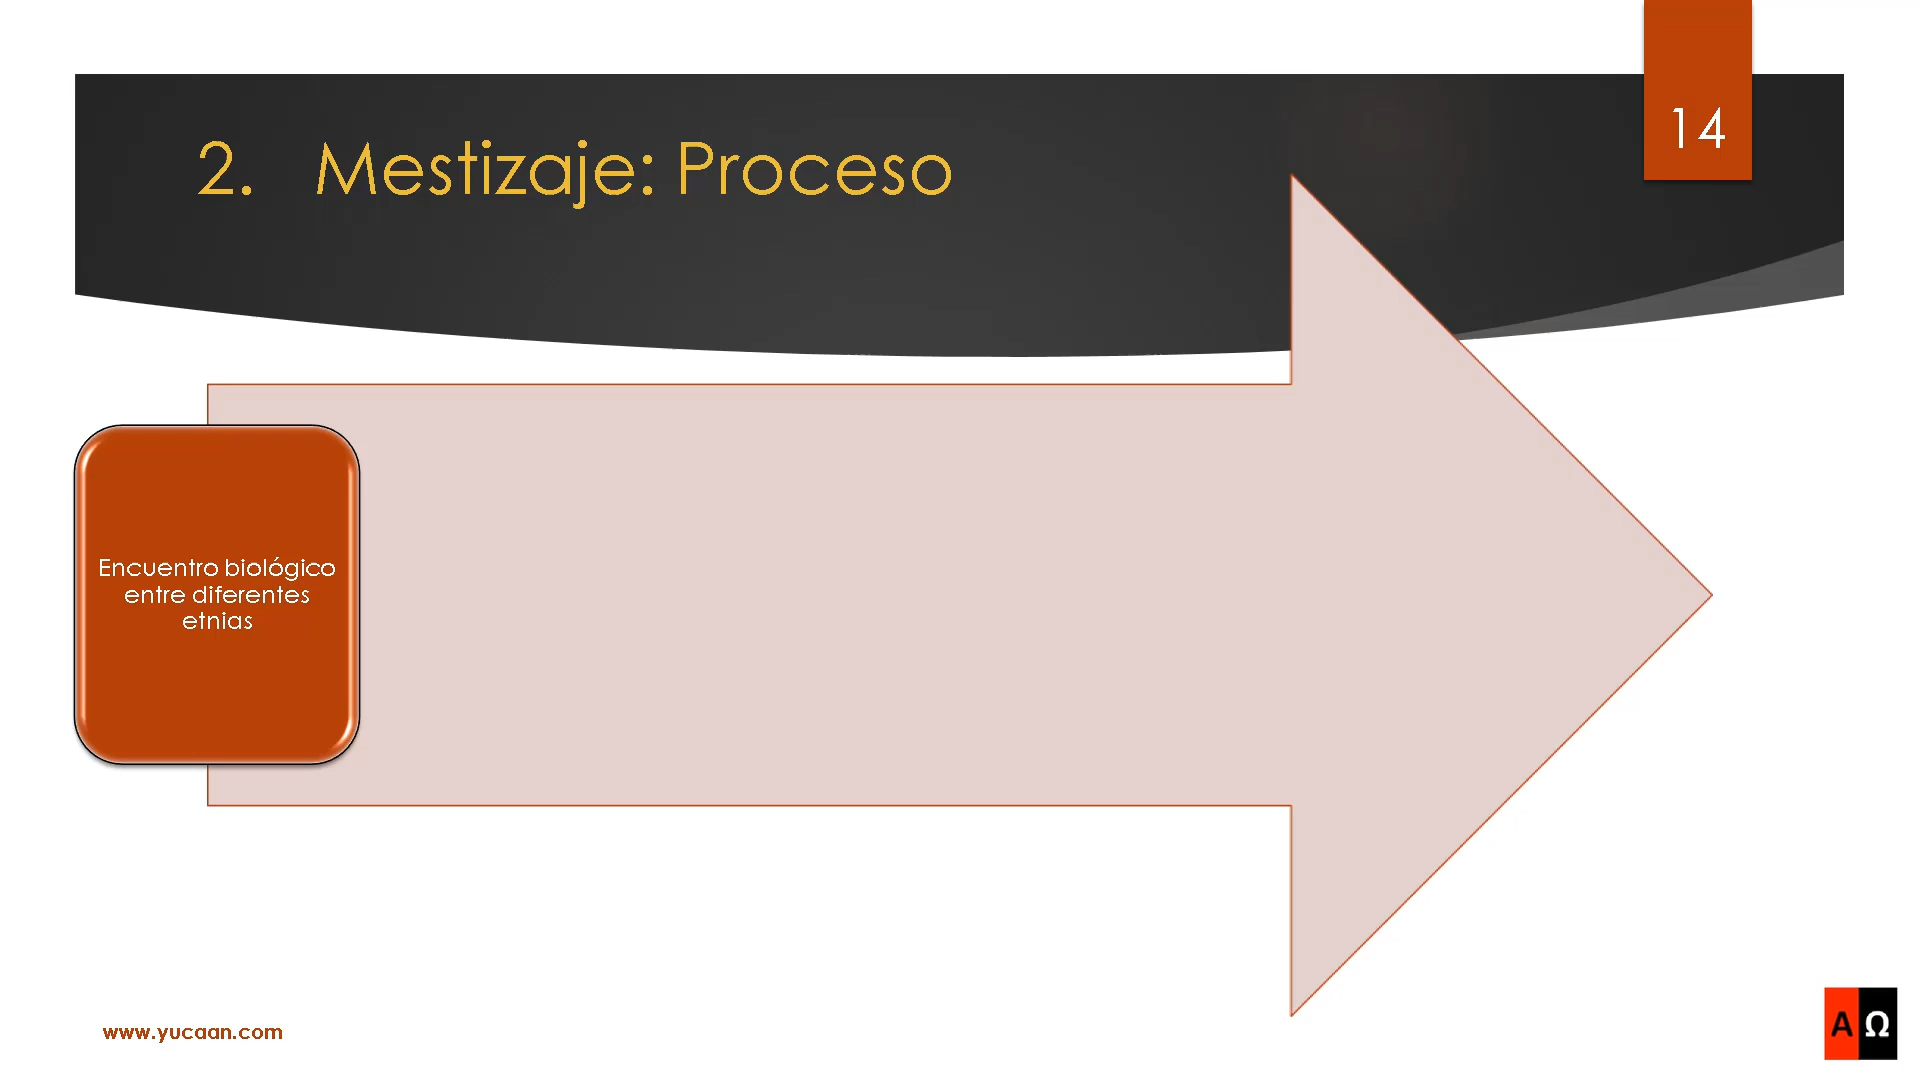 14
2. Mestizaje: Proceso
Encuentro biológico
entre diferentes
etnias
www.yucaan.com
A Ω